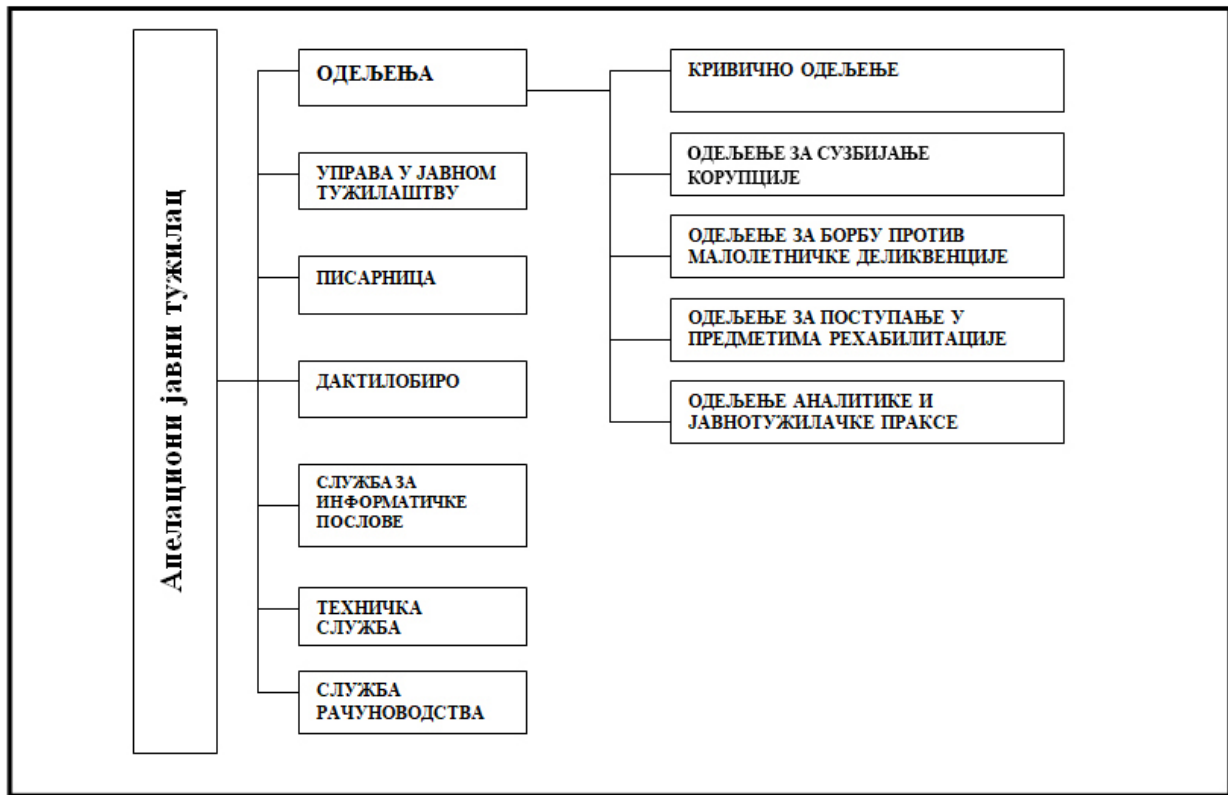 Апелациони јавни тужилац
ОДЕЉЕЊА
УПРАВА У ЈАВНОМ
ТУЖИЛАШТВУ
ПИСАРНИЦА
ДАКТИЛОБИРО
СЛУЖБА ЗА
ИНФОРМАТИЧКЕ
ПОСЛОВЕ
ТЕХНИЧКА
СЛУЖБА
СЛУЖБА
РАЧУНОВОДСТВА
КРИВИЧНО ОДЕЉЕЊЕ
ОДЕЉЕЊЕ ЗА СУЗБИЈАЊЕ
КОРУПЦИЈЕ
ОДЕЉЕЊЕ ЗА БОРБУ ПРОТИВ
МАЛОЛЕТНИЧКЕ ДЕЛИКВЕНЦИЈЕ
ОДЕЉЕЊЕ ЗА ПОСТУПАЊЕ У
ПРЕДМЕТИМА РЕХАБИЛИТАЦИЈЕ
ОДЕЉЕЊЕ АНАЛИТИКЕ И
ЈАВНОТУЖИЛАЧКЕ ПРАКСЕ